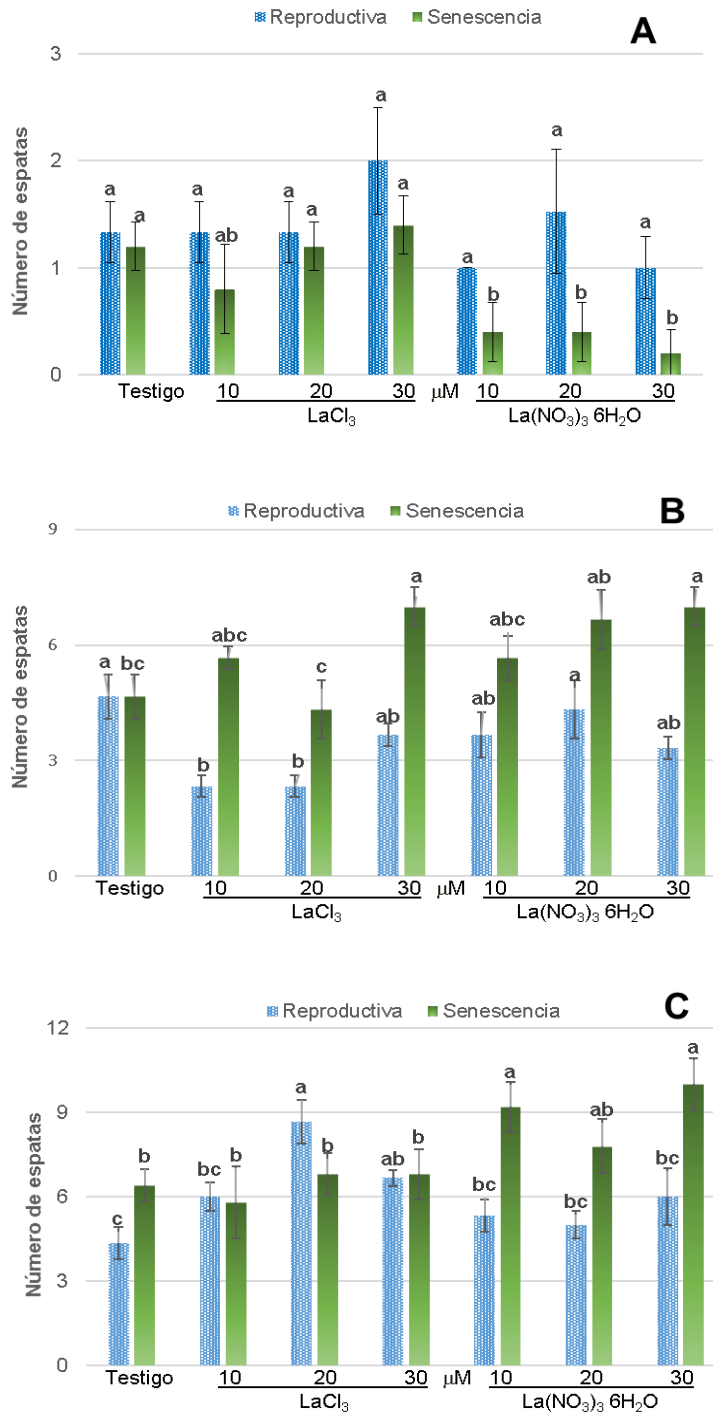 Reproductiva Senescencia
A
Número de espatas
3
2
1
0
a a a ab a a a a a b a b a b
Testigo 10 20 30 μM 10 20 30
LaCl₃ La(NO₃)₃ 6H₂O
Reproductiva Senescencia
B
Número de espatas
9
6
3
0
a bc b abc b c ab a ab abc a ab ab a
Testigo 10 20 30 μM 10 20 30
LaCl₃ La(NO₃)₃ 6H₂O
Reproductiva Senescencia
C
Número de espatas
12
9
6
3
0
c b bc b a b ab b bc a bc ab bc a
Testigo 10 20 30 μM 10 20 30
LaCl₃ La(NO₃)₃ 6H₂O